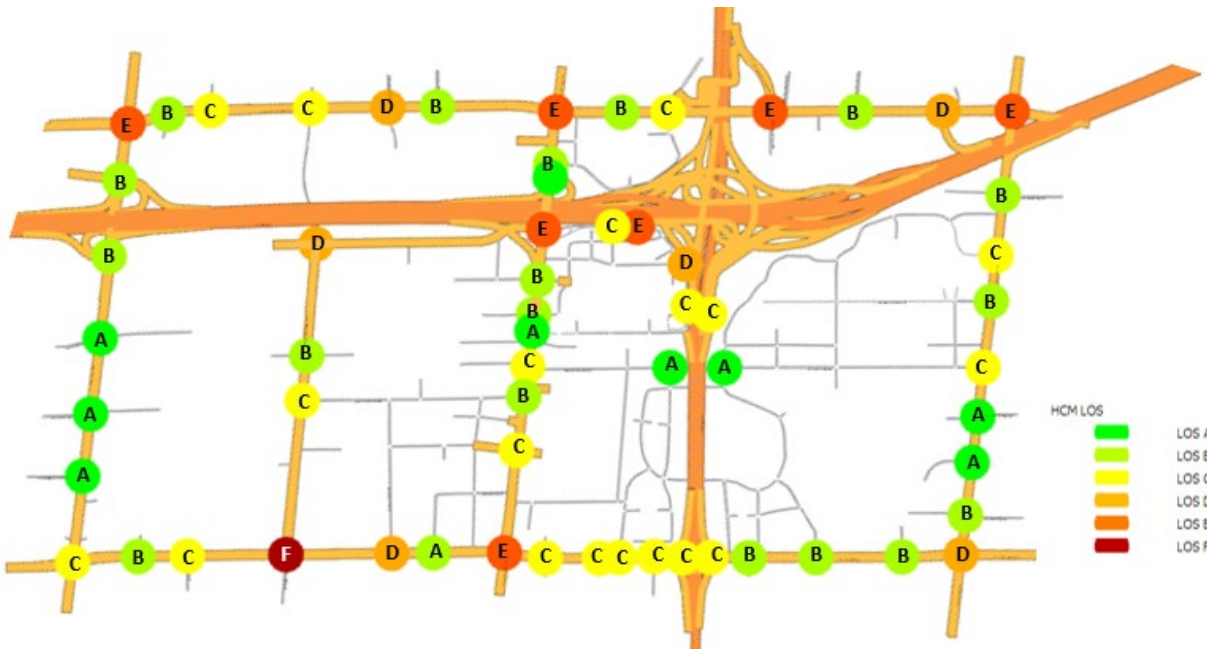 E B C C D B E B C E B D E
B B B
E C E
D D C
B B
C C B
B
A A
B C A A C
C B
A C A
A A
B
C B C F D A E C C C C C C B B B D
HCM LOS
LOS A
LOS B
LOS C
LOS D
LOS E
LOS F